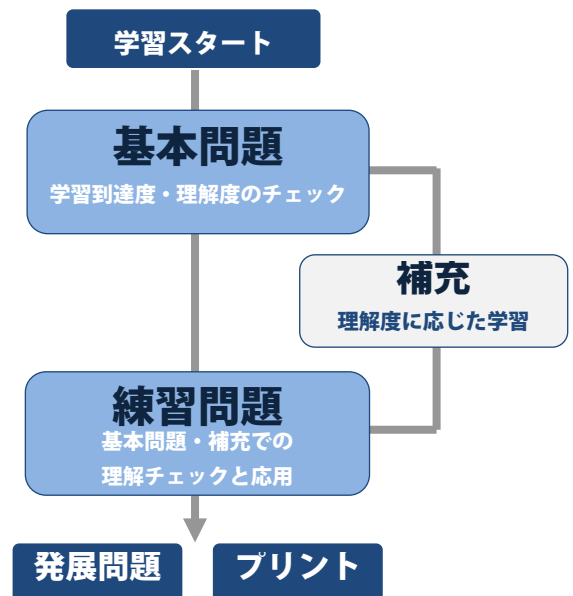 学習スタート
基本問題
学習到達度・理解度のチェック
補充
理解度に応じた学習
練習問題
基本問題・補充での
理解チェックと応用
発展問題
プリント